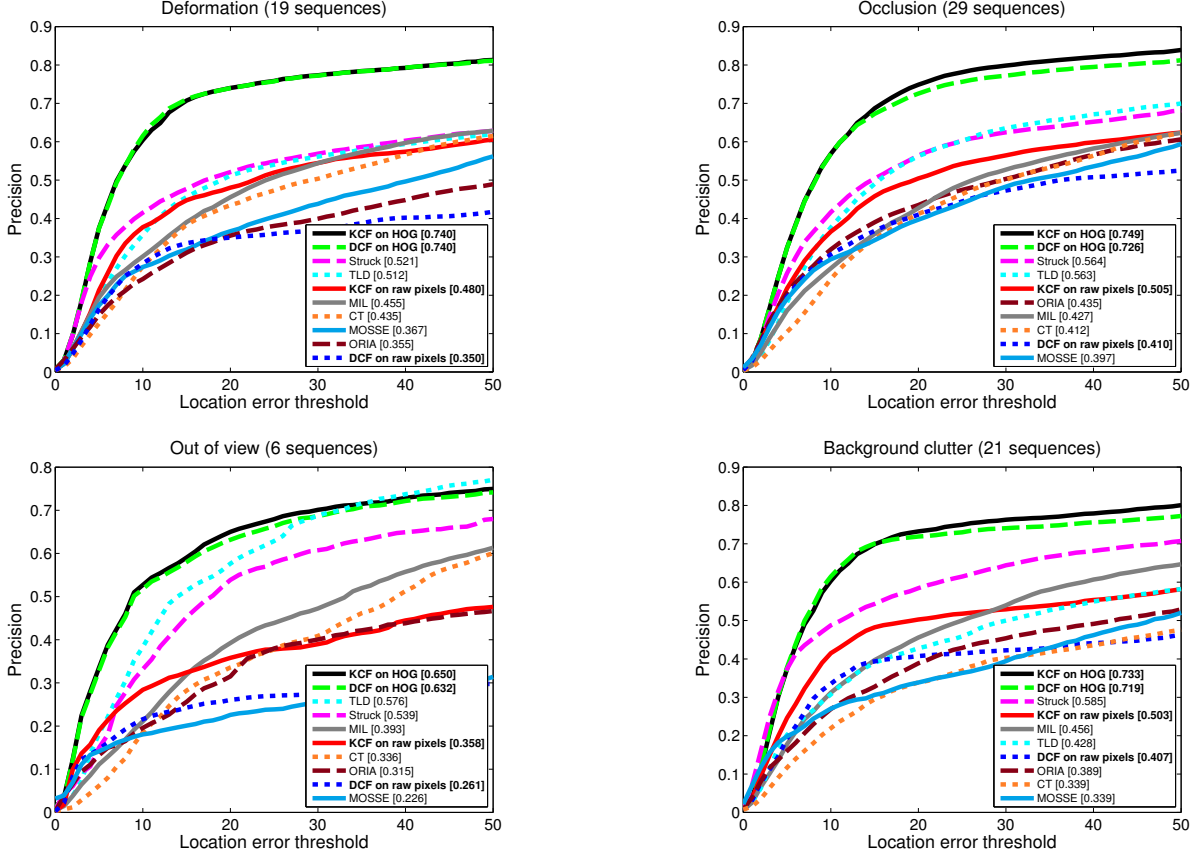 Deformation (19 sequences)
0.9
0.8
0.7
0.6
0.5
0.4
0.3
0.2
0.1
0
Precision
KCF on HOG [0.740]
DCF on HOG [0.740]
Struck [0.521]
TLD [0.512]
KCF on raw pixels [0.480]
MIL [0.455]
CT [0.435]
MOSSE [0.367]
ORIA [0.355]
DCF on raw pixels [0.350]
0 10 20 30 40 50
Location error threshold
Occlusion (29 sequences)
0.9
0.8
0.7
0.6
0.5
0.4
0.3
0.2
0.1
0
Precision
KCF on HOG [0.749]
DCF on HOG [0.726]
Struck [0.564]
TLD [0.563]
KCF on raw pixels [0.505]
ORIA [0.435]
MIL [0.427]
CT [0.412]
DCF on raw pixels [0.410]
MOSSE [0.397]
0 10 20 30 40 50
Location error threshold
Out of view (6 sequences)
0.8
0.7
0.6
0.5
0.4
0.3
0.2
0.1
0
Precision
KCF on HOG [0.650]
DCF on HOG [0.632]
TLD [0.576]
Struck [0.539]
MIL [0.393]
KCF on raw pixels [0.358]
CT [0.336]
ORIA [0.315]
DCF on raw pixels [0.261]
MOSSE [0.226]
0 10 20 30 40 50
Location error threshold
Background clutter (21 sequences)
0.9
0.8
0.7
0.6
0.5
0.4
0.3
0.2
0.1
0
Precision
KCF on HOG [0.733]
DCF on HOG [0.719]
Struck [0.585]
KCF on raw pixels [0.503]
MIL [0.456]
TLD [0.428]
DCF on raw pixels [0.407]
ORIA [0.389]
CT [0.339]
MOSSE [0.339]
0 10 20 30 40 50
Location error threshold